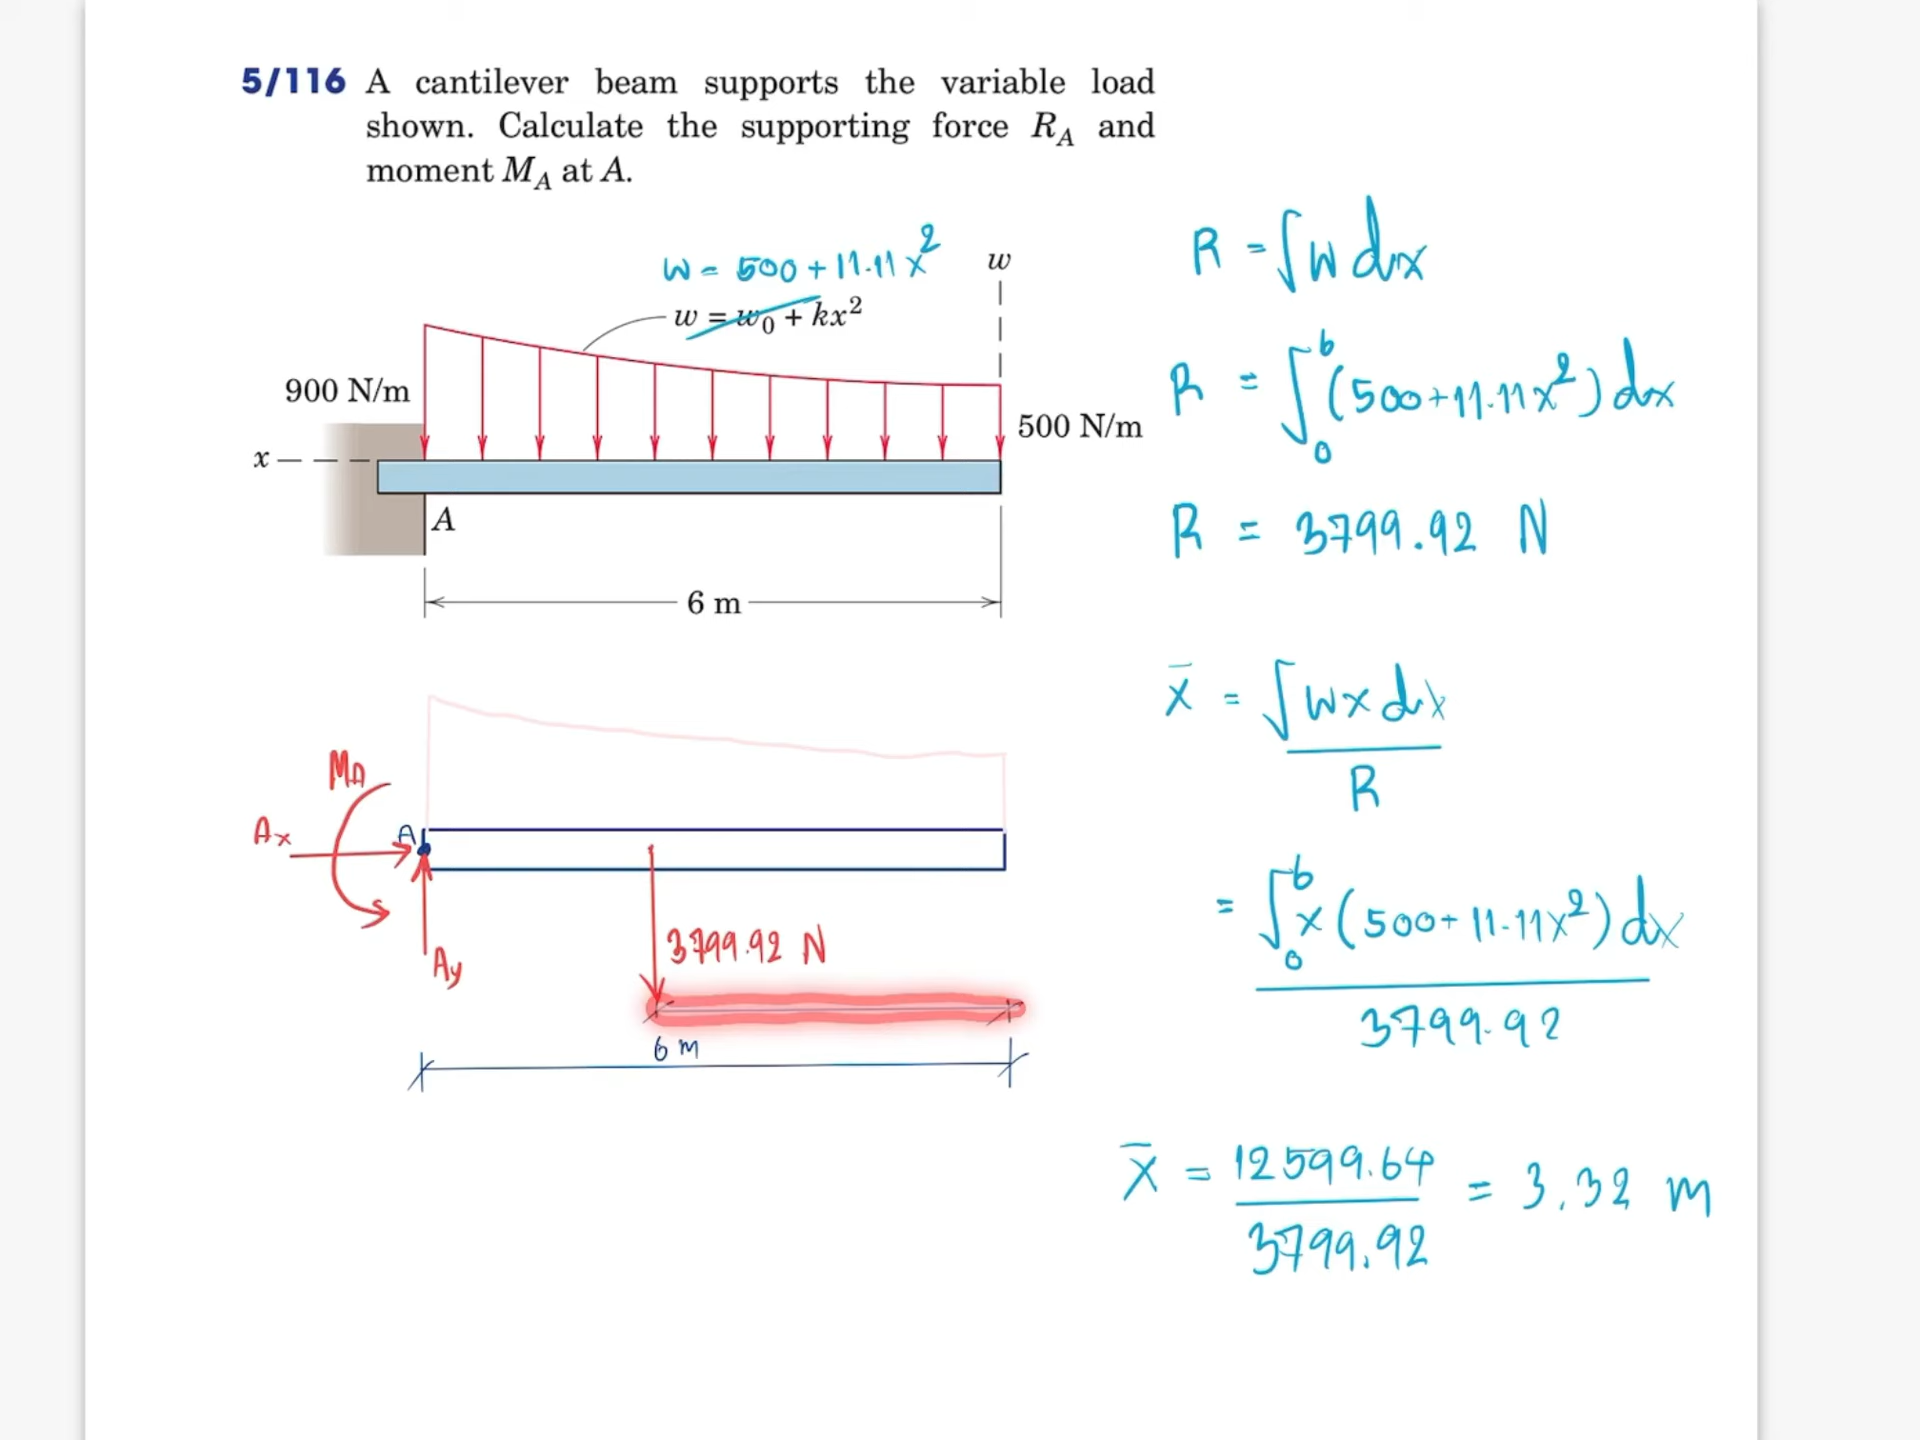 5/116 A cantilever beam supports the variable load
shown. Calculate the supporting force R_A and
moment M_A at A.
w = 500 + 11.11 x²
w = w₀ + kx²
w
900 N/m
500 N/m
x
A
6 m
R = ∫ w dx
R = ∫₀⁶ (500+11.11x²) dx
R = 3799.92 N
x̄ = ∫ wx dx
R
= ∫₀⁶ x (500+11.11x²) dx
3799.92
x̄ = 12599.64 = 3.32 m
3799.92
M_A
A_x
A
A_y
3799.92 N
6 m